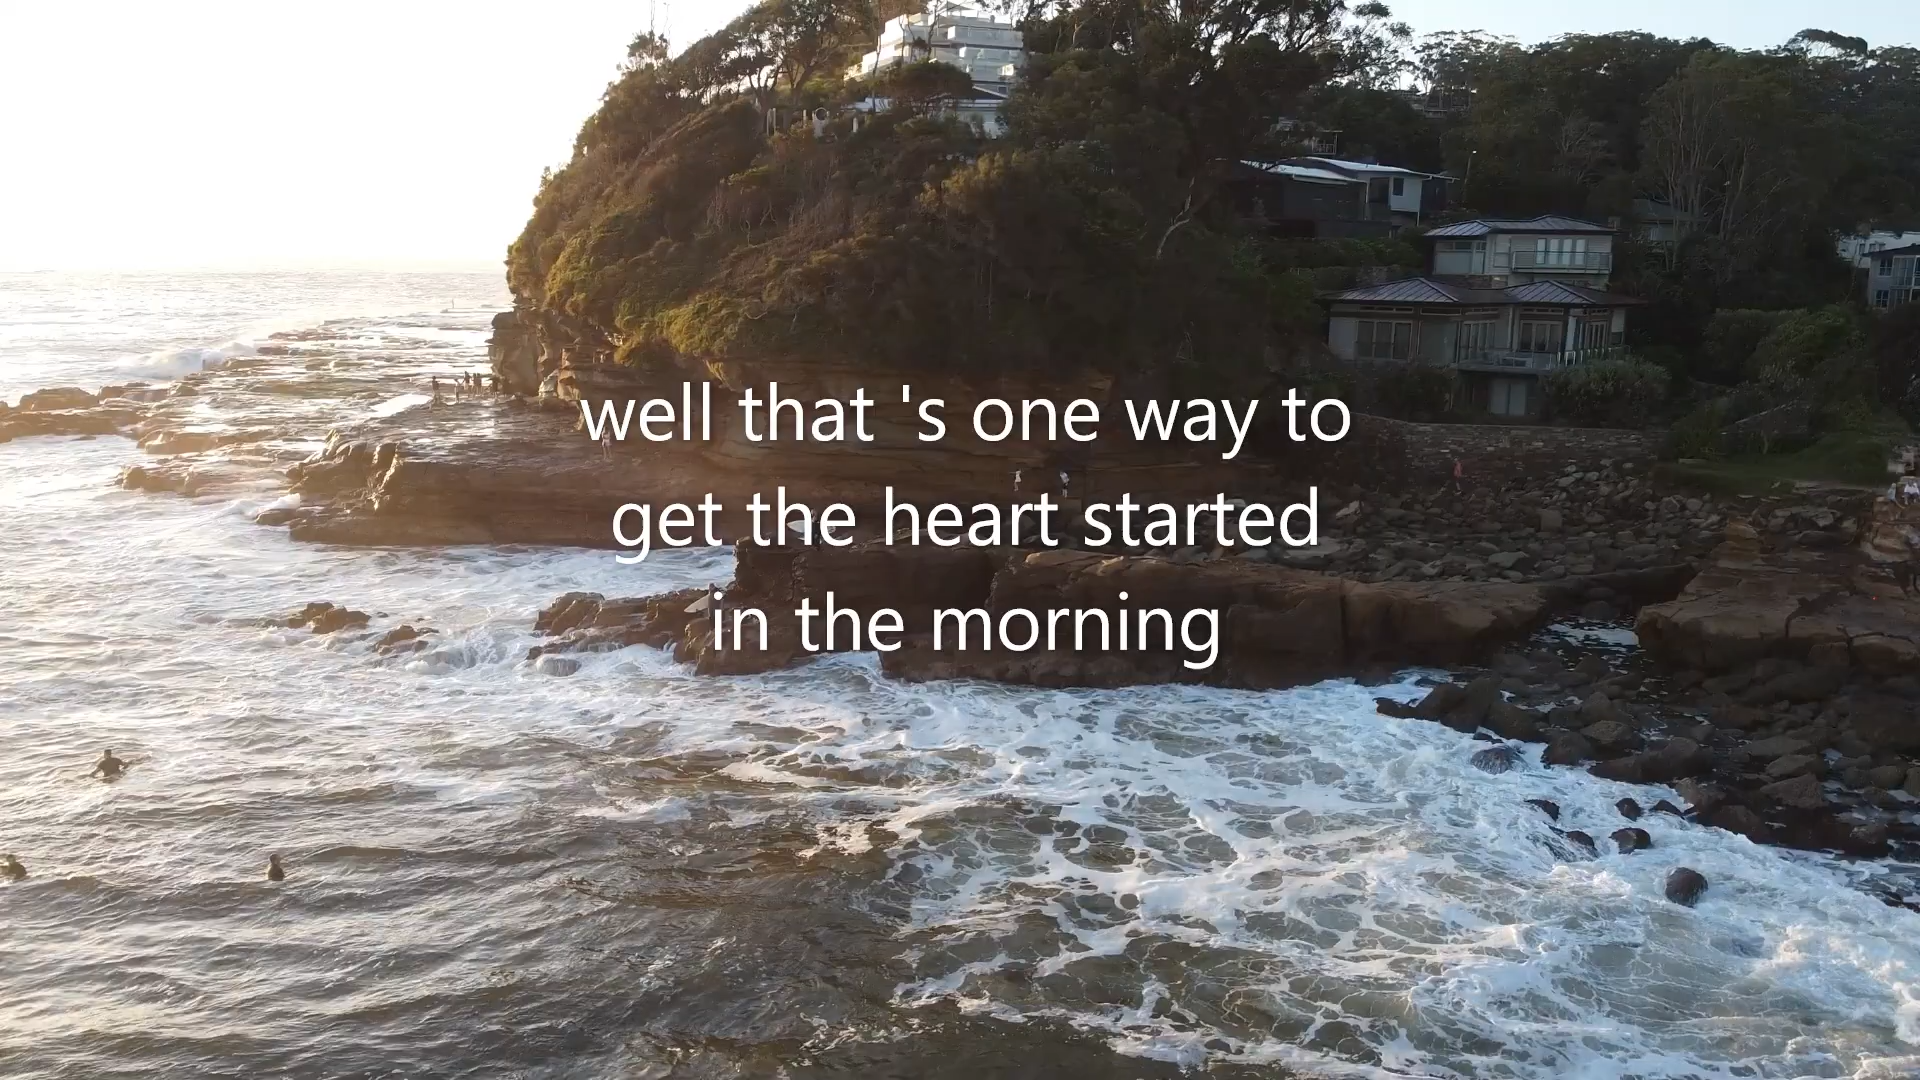 well that 's one way to
get the heart started
in the morning